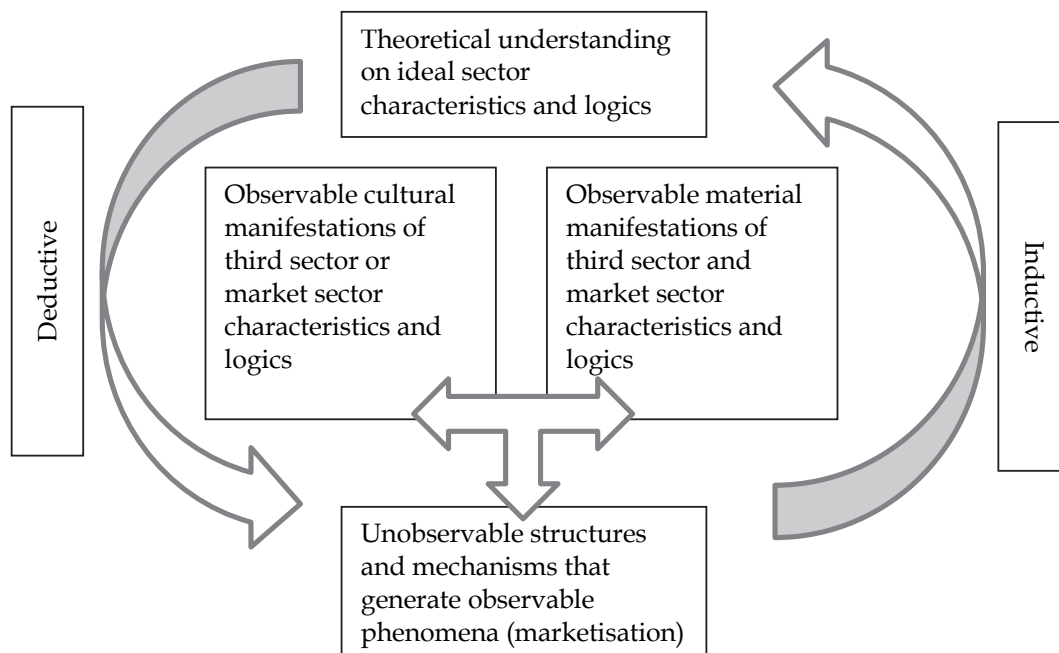 Theoretical understanding
on ideal sector
characteristics and logics
Deductive
Observable cultural
manifestations of
third sector or
market sector
characteristics and
logics
Observable material
manifestations of
third sector and
market sector
characteristics and
logics
Inductive
Unobservable structures
and mechanisms that
generate observable
phenomena (marketisation)